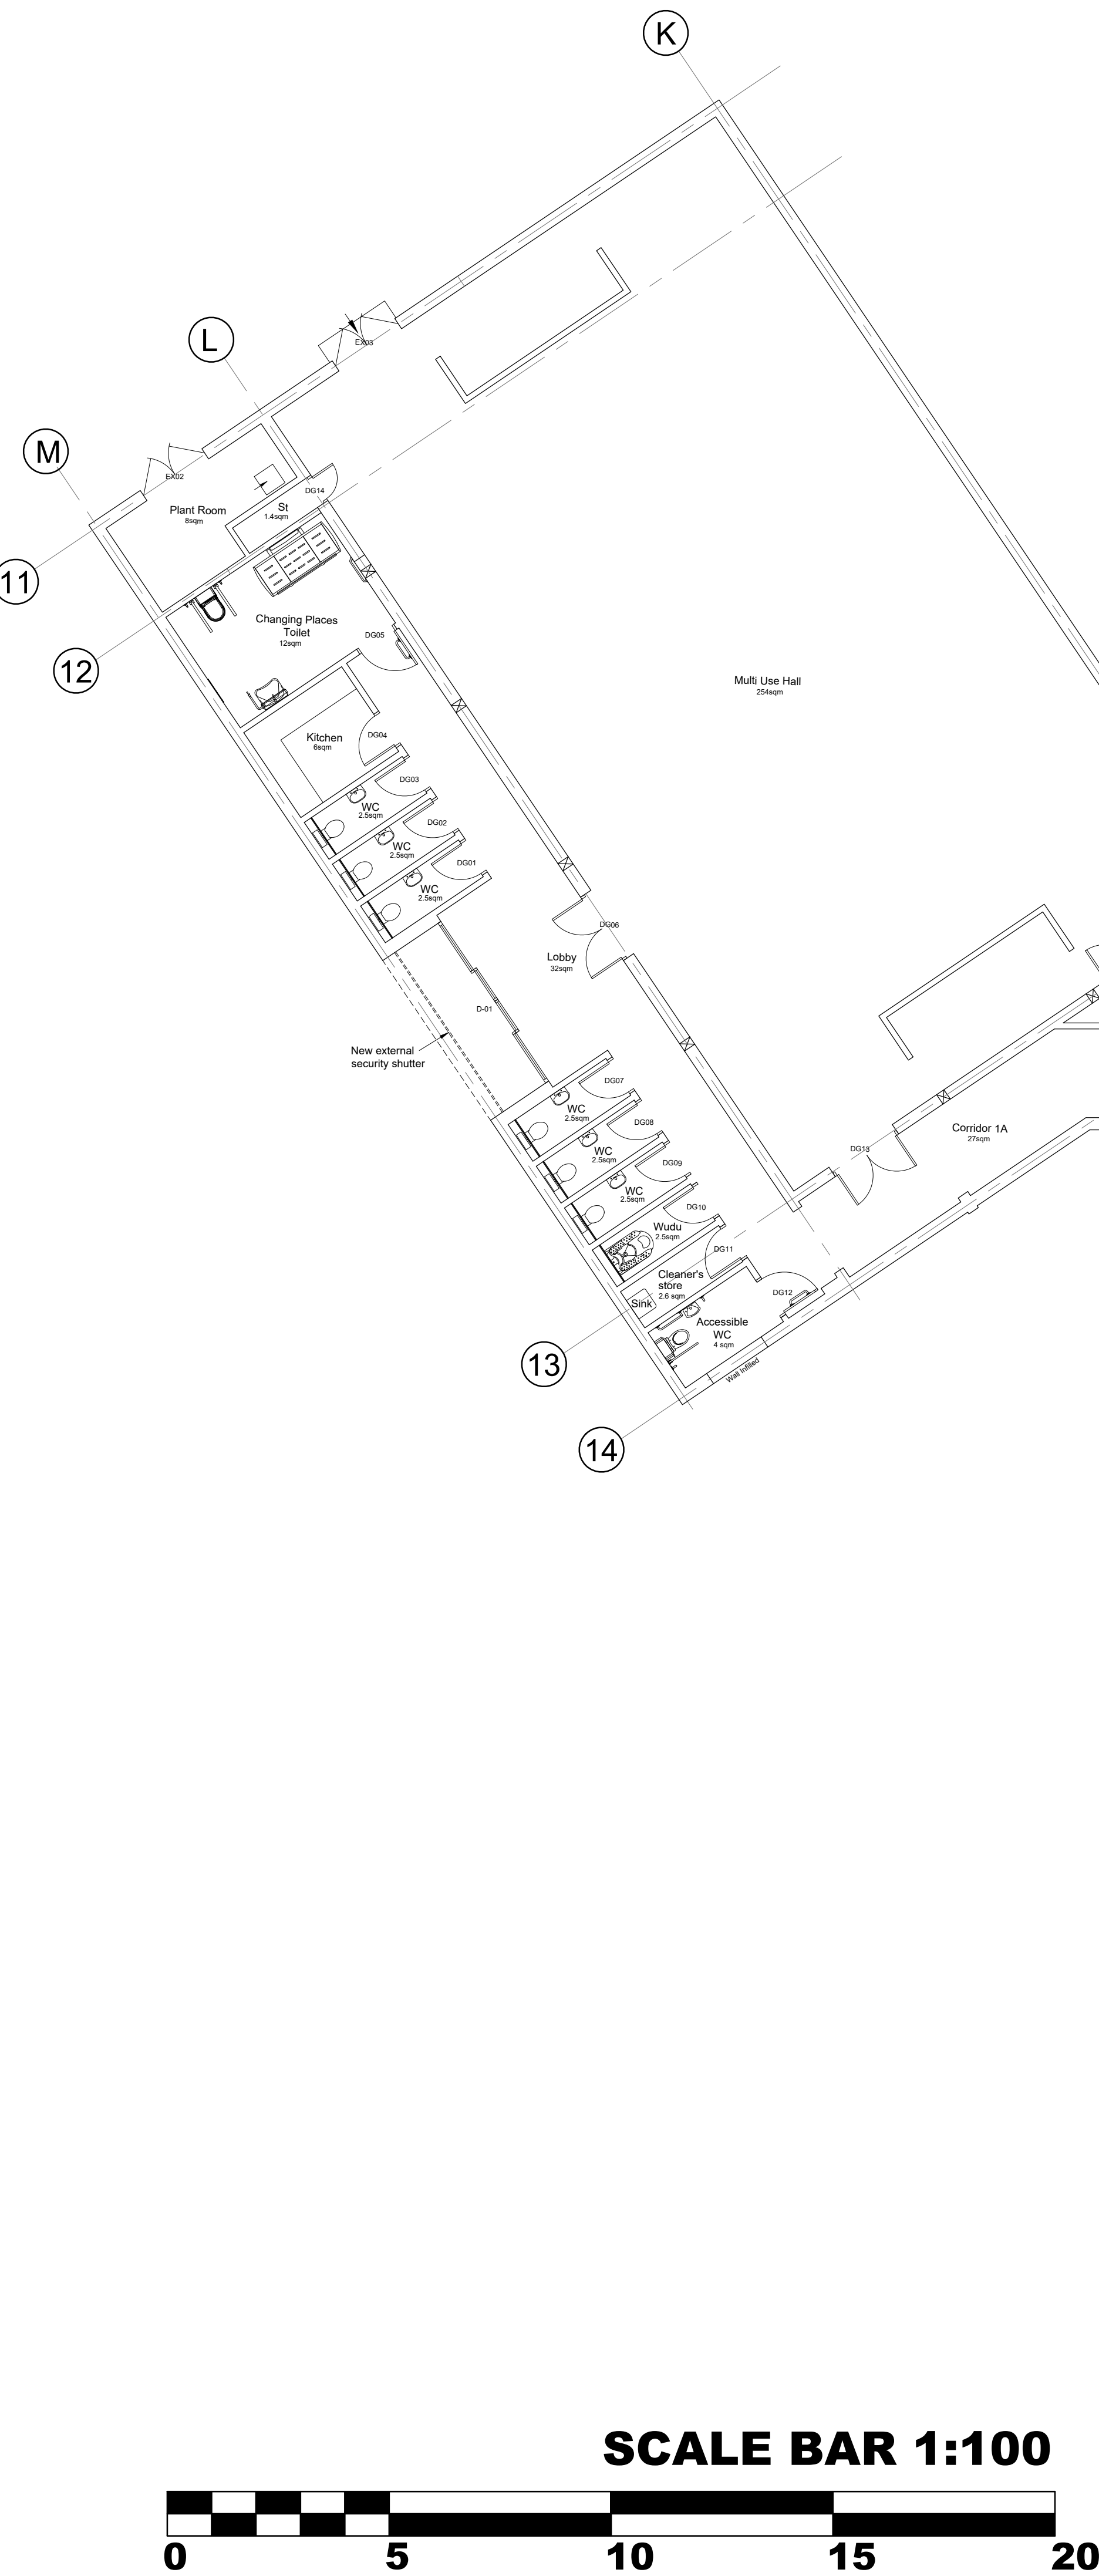 K
L
EX03
M
EX02
DG14
Plant Room
8sqm
St
1.4sqm
11
Changing Places
Toilet
12sqm
DG05
12
Multi Use Hall
254sqm
Kitchen
6sqm
DG04
DG03
WC
2.5sqm
DG02
WC
2.5sqm
DG01
WC
2.5sqm
DG06
Lobby
32sqm
D-01
New external
security shutter
DG07
WC
2.5sqm
DG08
WC
2.5sqm
Corridor 1A
27sqm
DG13
DG09
WC
2.5sqm
DG10
Wudu
2.5sqm
DG11
Cleaner's
store
2.6 sqm
DG12
Sink
Accessible
WC
4 sqm
13
Wall Infilled
14
SCALE BAR 1:100
0 5 10 15 20